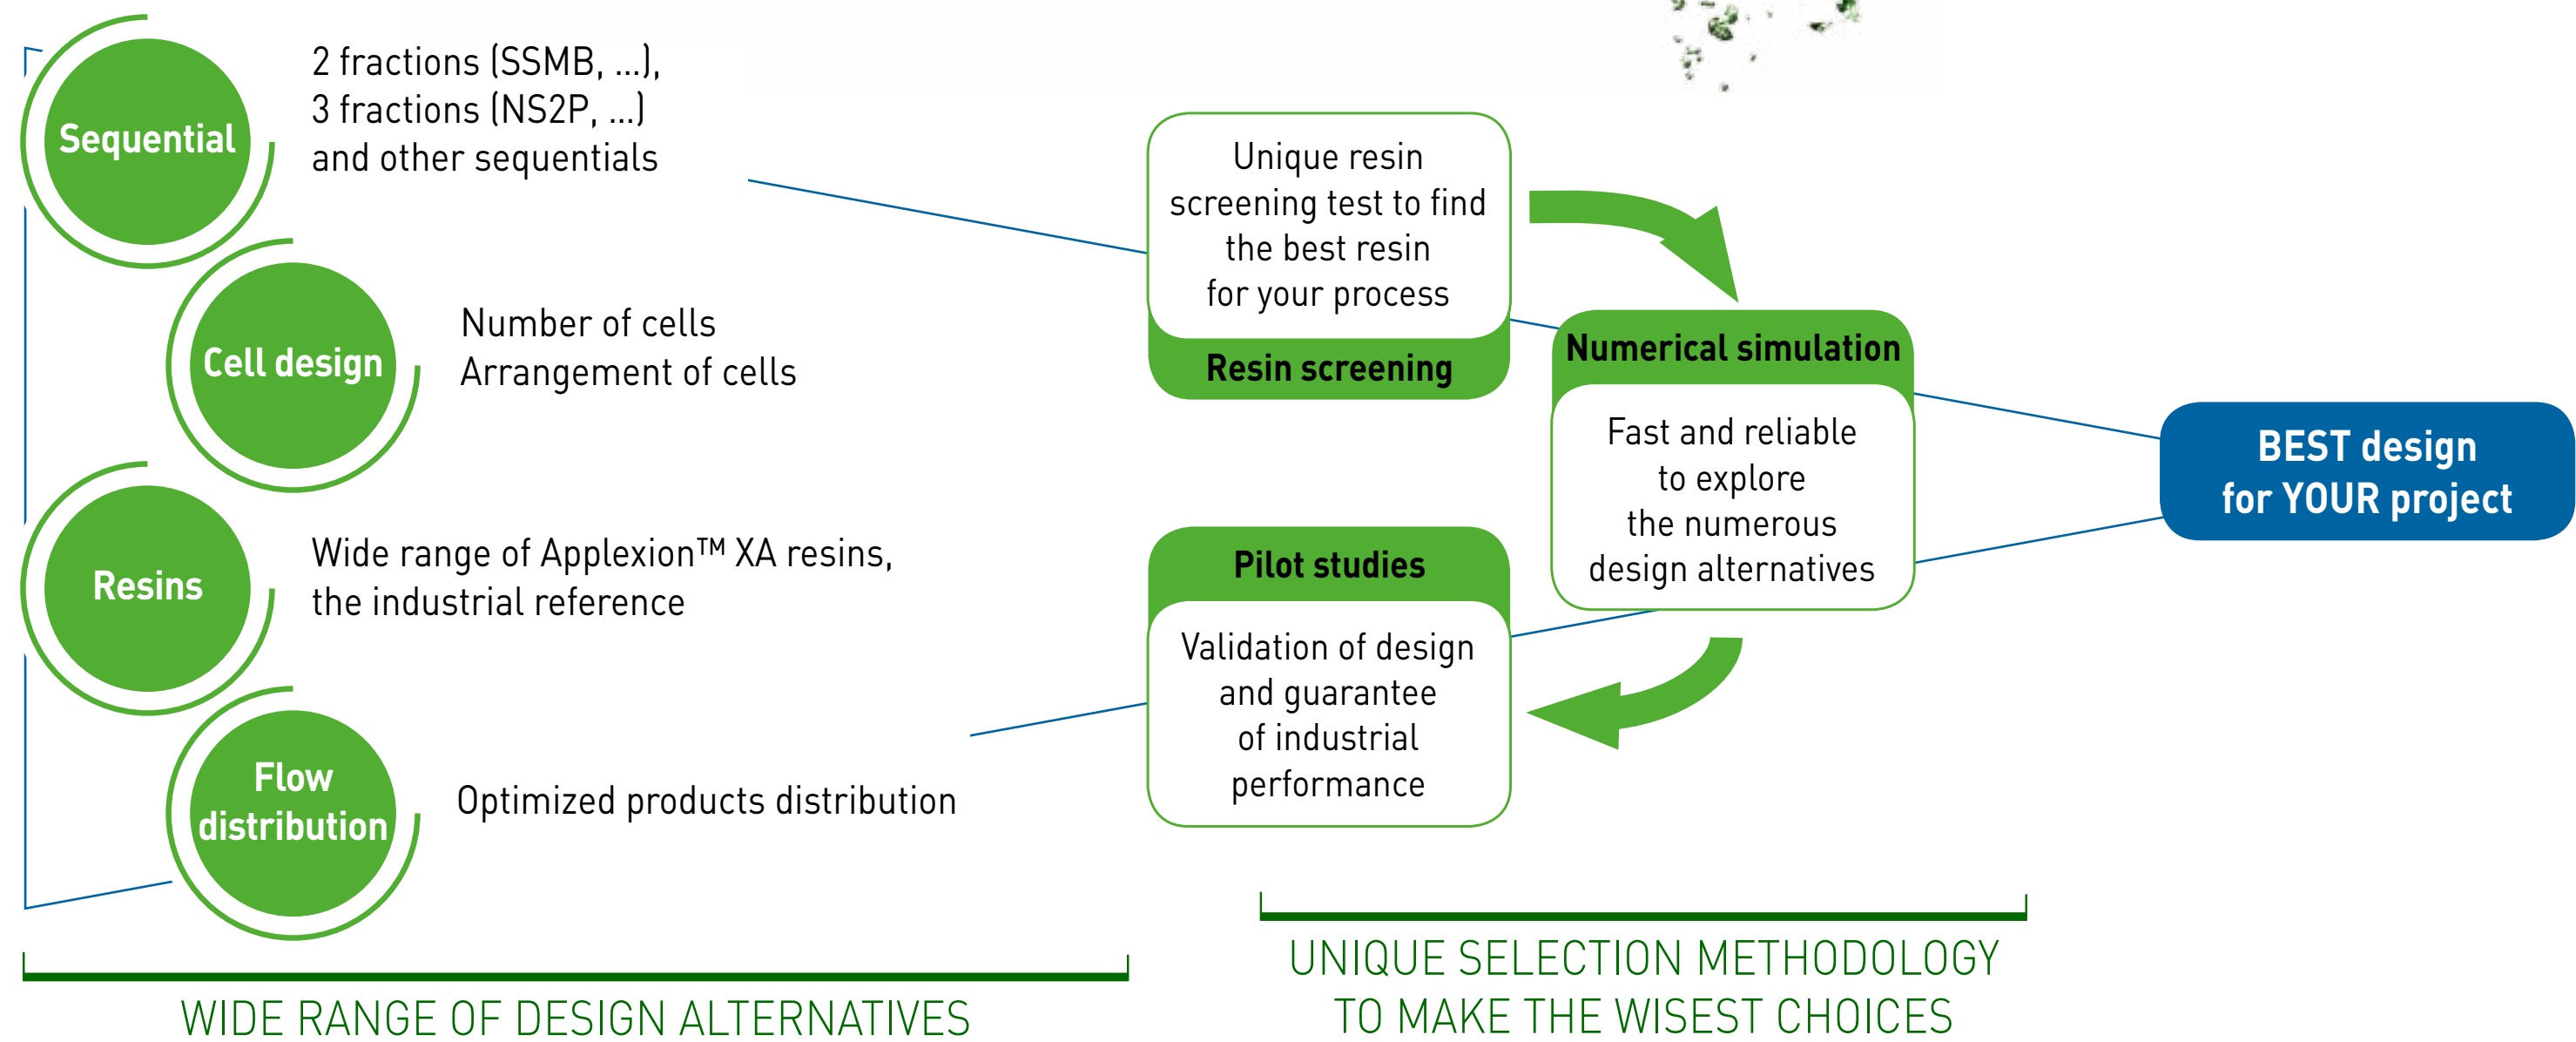 Sequential
2 fractions (SSMB, ...),
3 fractions (NS2P, ...)
and other sequentials
Cell design
Number of cells
Arrangement of cells
Resins
Wide range of Applexion™ XA resins,
the industrial reference
Flow
distribution
Optimized products distribution
WIDE RANGE OF DESIGN ALTERNATIVES
Unique resin
screening test to find
the best resin
for your process
Resin screening
Numerical simulation
Fast and reliable
to explore
the numerous
design alternatives
Pilot studies
Validation of design
and guarantee
of industrial
performance
UNIQUE SELECTION METHODOLOGY
TO MAKE THE WISEST CHOICES
BEST design
for YOUR project